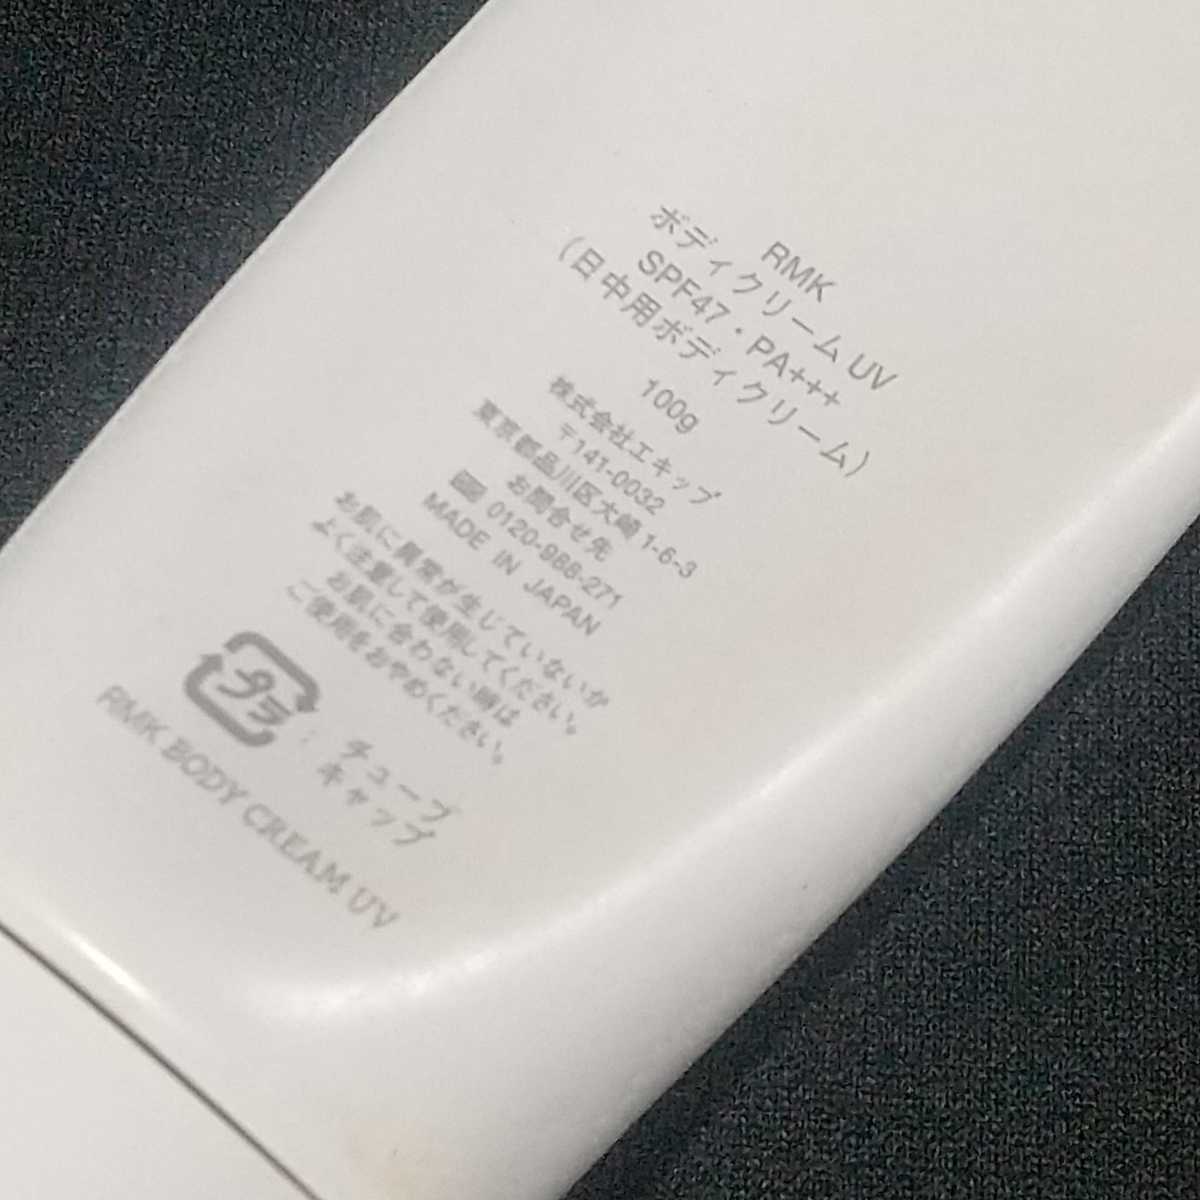 RMK
ボディクリーム UV
SPF47・PA+++
（日中用ボディクリーム）
100g
株式会社エキップ
〒141-0032
東京都品川区大崎 1-6-3
お問合せ先
0120-988-271
MADE IN JAPAN
お肌に異常が生じていないか
よく注意して使用してください。
お肌に合わない時は
ご使用をおやめください。
プラ
: チューブ
キャップ
RMK BODY CREAM UV